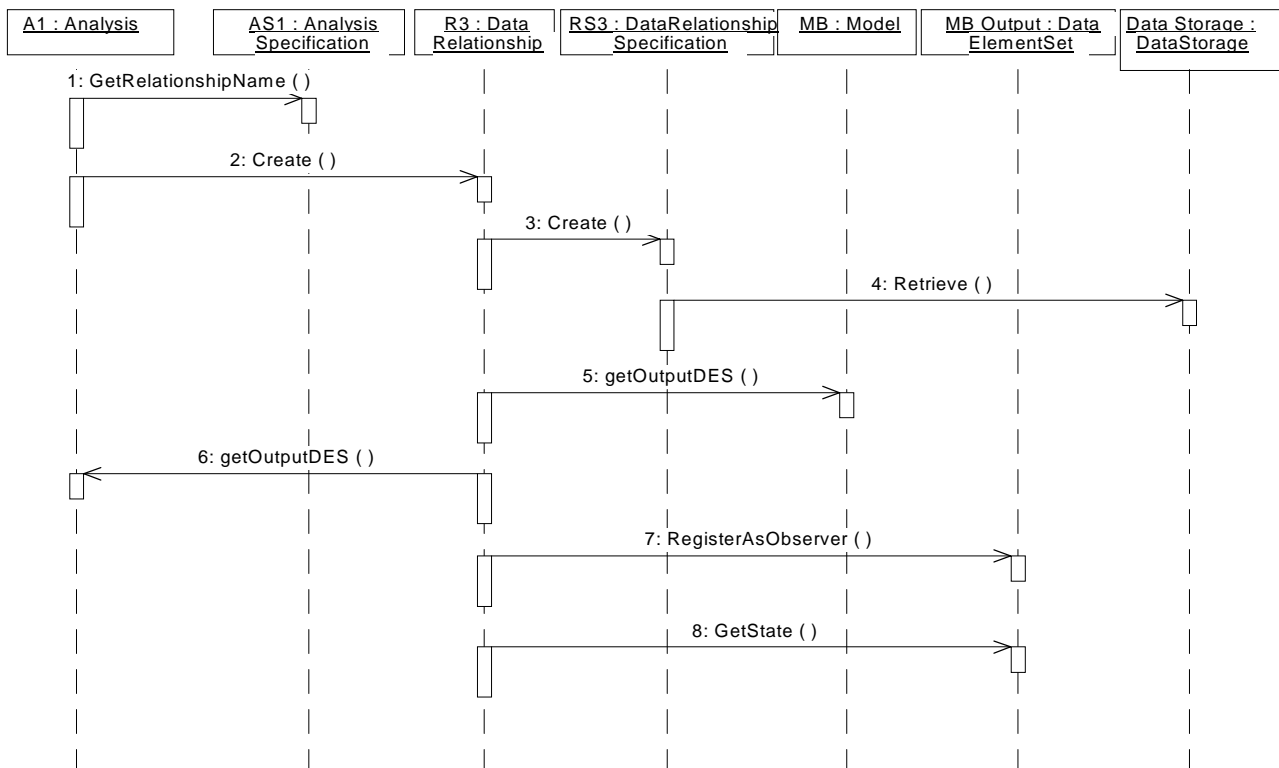 A1 : Analysis
AS1 : Analysis
Specification
R3 : Data
Relationship
RS3 : DataRelationship
Specification
MB : Model
MB Output : Data
ElementSet
Data Storage :
DataStorage
1: GetRelationshipName ( )
2: Create ( )
3: Create ( )
4: Retrieve ( )
5: getOutputDES ( )
6: getOutputDES ( )
7: RegisterAsObserver ( )
8: GetState ( )